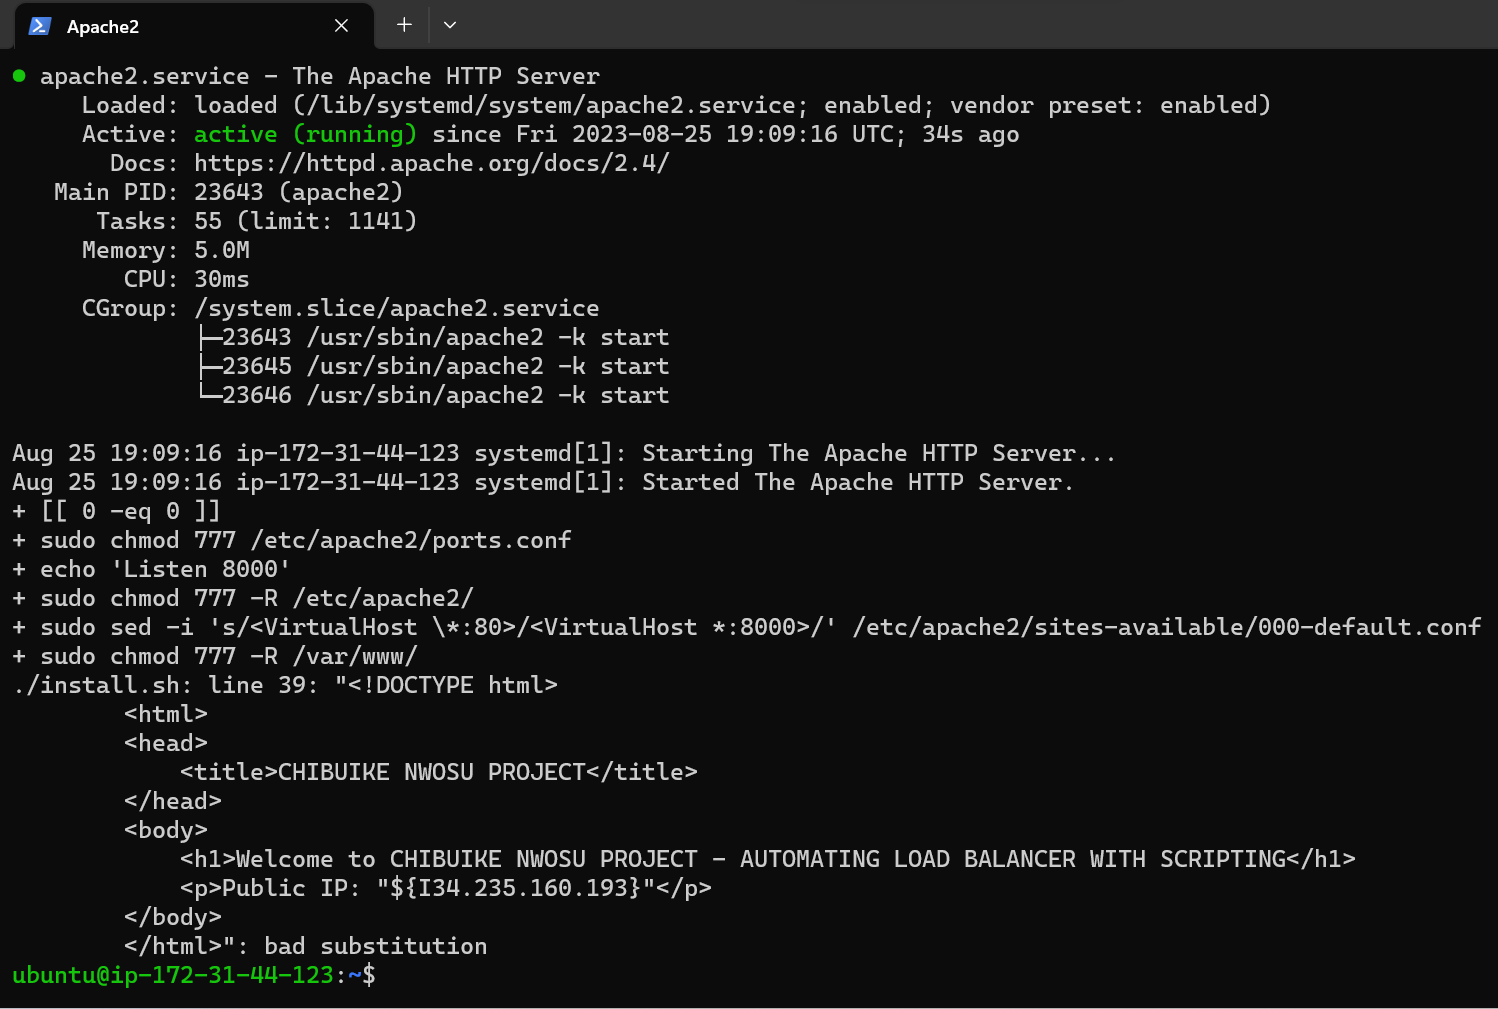 Apache2
● apache2.service - The Apache HTTP Server
     Loaded: loaded (/lib/systemd/system/apache2.service; enabled; vendor preset: enabled)
     Active: active (running) since Fri 2023-08-25 19:09:16 UTC; 34s ago
       Docs: https://httpd.apache.org/docs/2.4/
   Main PID: 23643 (apache2)
      Tasks: 55 (limit: 1141)
     Memory: 5.0M
        CPU: 30ms
     CGroup: /system.slice/apache2.service
             ├─23643 /usr/sbin/apache2 -k start
             ├─23645 /usr/sbin/apache2 -k start
             └─23646 /usr/sbin/apache2 -k start

Aug 25 19:09:16 ip-172-31-44-123 systemd[1]: Starting The Apache HTTP Server...
Aug 25 19:09:16 ip-172-31-44-123 systemd[1]: Started The Apache HTTP Server.
+ [[ 0 -eq 0 ]]
+ sudo chmod 777 /etc/apache2/ports.conf
+ echo 'Listen 8000'
+ sudo chmod 777 -R /etc/apache2/
+ sudo sed -i 's/<VirtualHost \*:80>/<VirtualHost *:8000>/' /etc/apache2/sites-available/000-default.conf
+ sudo chmod 777 -R /var/www/
./install.sh: line 39: "<!DOCTYPE html>
        <html>
        <head>
            <title>CHIBUIKE NWOSU PROJECT</title>
        </head>
        <body>
            <h1>Welcome to CHIBUIKE NWOSU PROJECT - AUTOMATING LOAD BALANCER WITH SCRIPTING</h1>
            <p>Public IP: "${I34.235.160.193}"</p>
        </body>
        </html>": bad substitution
ubuntu@ip-172-31-44-123:~$